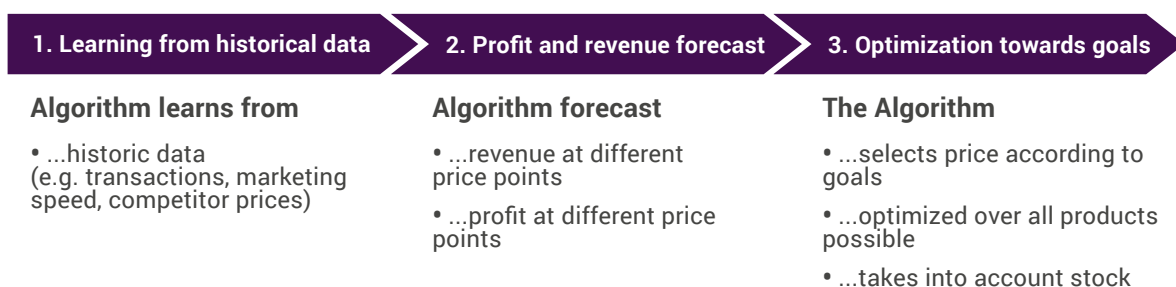 1. Learning from historical data
2. Profit and revenue forecast
3. Optimization towards goals
Algorithm learns from
• ...historic data
(e.g. transactions, marketing
speed, competitor prices)
Algorithm forecast
• ...revenue at different
price points
• ...profit at different price
points
The Algorithm
• ...selects price according to
goals
• ...optimized over all products
possible
• ...takes into account stock